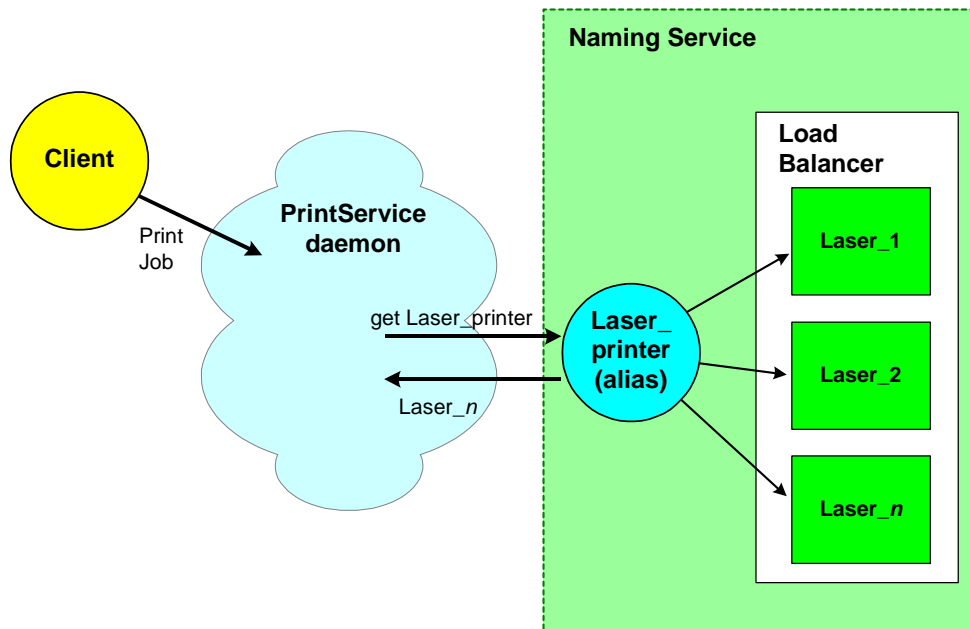 Naming Service
Client
Load
Balancer
PrintService
daemon
Print
Job
Laser_1
get Laser_printer
Laser_
printer
(alias)
Laser_2
Laser_n
Laser_n